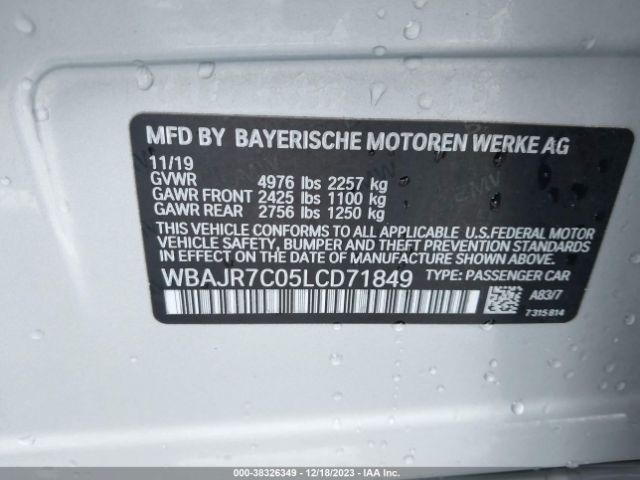 MFD BY BAYERISCHE MOTOREN WERKE AG
11/19
GVWR 4976 lbs 2257 kg
GAWR FRONT 2425 lbs 1100 kg
GAWR REAR 2756 lbs 1250 kg
THIS VEHICLE CONFORMS TO ALL APPLICABLE U.S.FEDERAL MOTOR
VEHICLE SAFETY, BUMPER AND THEFT PREVENTION STANDARDS
IN EFFECT ON THE DATE OF MANUFACTURE SHOWN ABOVE.
WBAJR7C05LCD71849 TYPE: PASSENGER CAR
A83/7
7315814
000-38326349 / 12/18/2023 - IAA Inc.